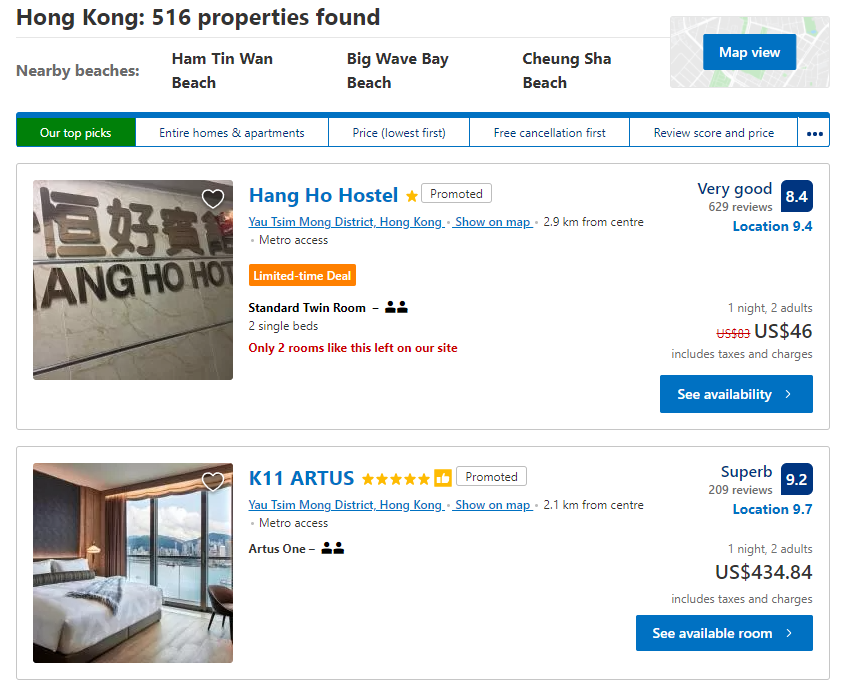 Hong Kong: 516 properties found
Nearby beaches:
Ham Tin Wan
Beach
Big Wave Bay
Beach
Cheung Sha
Beach
Map view
Our top picks
Entire homes & apartments
Price (lowest first)
Free cancellation first
Review score and price
•••
恒好賓館
HANG HO HOT
Hang Ho Hostel
Promoted
Very good
8.4
629 reviews
Location 9.4
Yau Tsim Mong District, Hong Kong • Show on map • 2.9 km from centre
• Metro access
Limited-time Deal
Standard Twin Room –
2 single beds
Only 2 rooms like this left on our site
1 night, 2 adults
US$83 US$46
includes taxes and charges
See availability
K11 ARTUS
Promoted
Superb
9.2
209 reviews
Location 9.7
Yau Tsim Mong District, Hong Kong • Show on map • 2.1 km from centre
• Metro access
Artus One –
1 night, 2 adults
US$434.84
includes taxes and charges
See available room